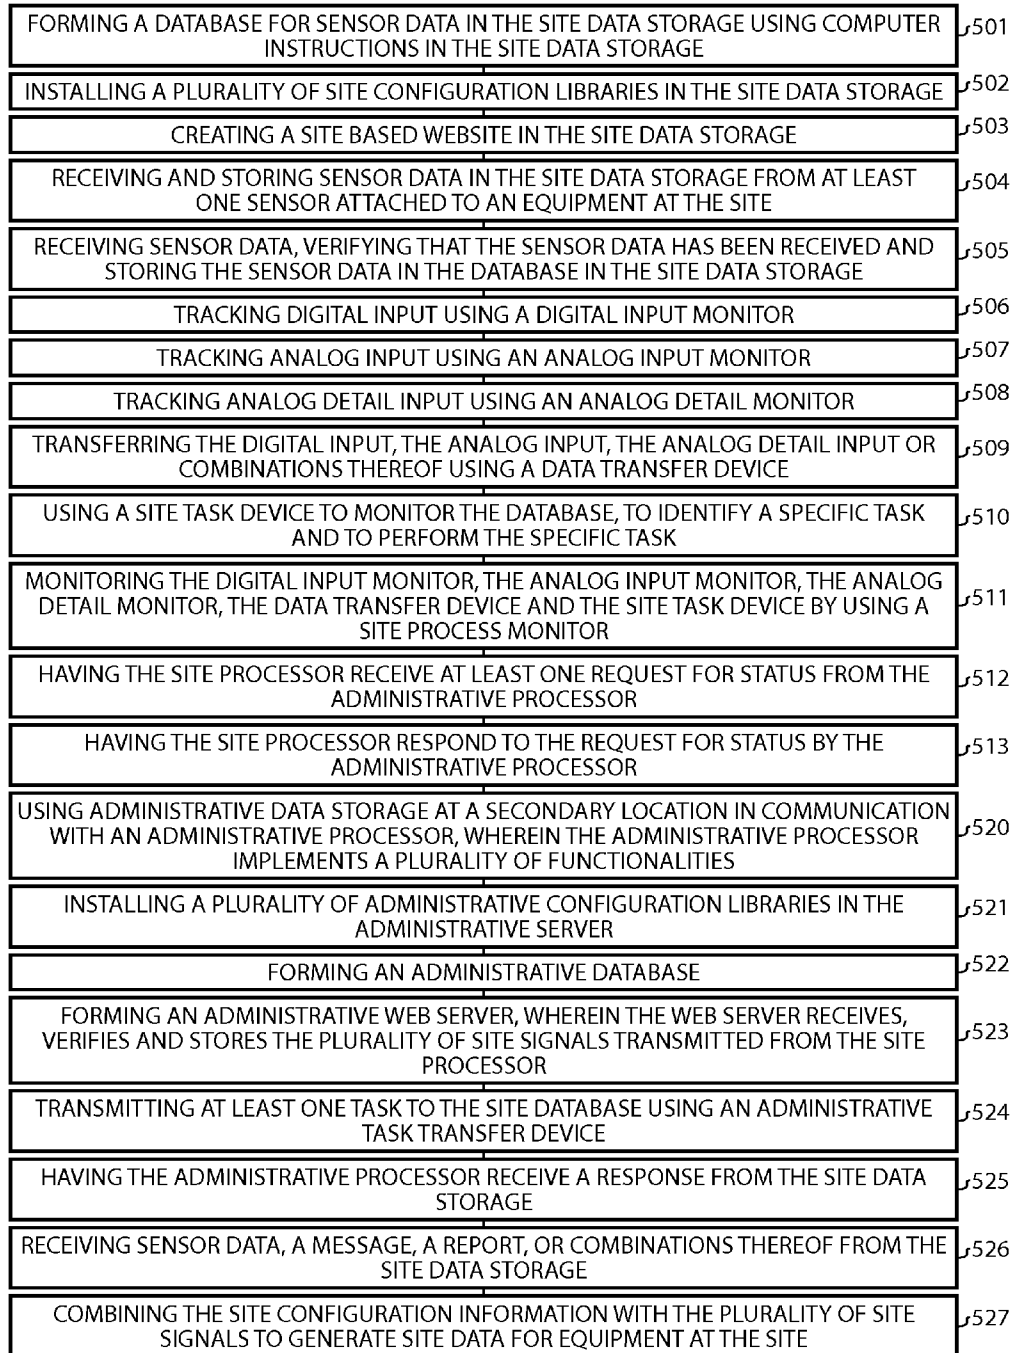 FORMING A DATABASE FOR SENSOR DATA IN THE SITE DATA STORAGE USING COMPUTER
INSTRUCTIONS IN THE SITE DATA STORAGE
501
INSTALLING A PLURALITY OF SITE CONFIGURATION LIBRARIES IN THE SITE DATA STORAGE
502
CREATING A SITE BASED WEBSITE IN THE SITE DATA STORAGE
503
RECEIVING AND STORING SENSOR DATA IN THE SITE DATA STORAGE FROM AT LEAST
ONE SENSOR ATTACHED TO AN EQUIPMENT AT THE SITE
504
RECEIVING SENSOR DATA, VERIFYING THAT THE SENSOR DATA HAS BEEN RECEIVED AND
STORING THE SENSOR DATA IN THE DATABASE IN THE SITE DATA STORAGE
505
TRACKING DIGITAL INPUT USING A DIGITAL INPUT MONITOR
506
TRACKING ANALOG INPUT USING AN ANALOG INPUT MONITOR
507
TRACKING ANALOG DETAIL INPUT USING AN ANALOG DETAIL MONITOR
508
TRANSFERRING THE DIGITAL INPUT, THE ANALOG INPUT, THE ANALOG DETAIL INPUT OR
COMBINATIONS THEREOF USING A DATA TRANSFER DEVICE
509
USING A SITE TASK DEVICE TO MONITOR THE DATABASE, TO IDENTIFY A SPECIFIC TASK
AND TO PERFORM THE SPECIFIC TASK
510
MONITORING THE DIGITAL INPUT MONITOR, THE ANALOG INPUT MONITOR, THE ANALOG
DETAIL MONITOR, THE DATA TRANSFER DEVICE AND THE SITE TASK DEVICE BY USING A
SITE PROCESS MONITOR
511
HAVING THE SITE PROCESSOR RECEIVE AT LEAST ONE REQUEST FOR STATUS FROM THE
ADMINISTRATIVE PROCESSOR
512
HAVING THE SITE PROCESSOR RESPOND TO THE REQUEST FOR STATUS BY THE
ADMINISTRATIVE PROCESSOR
513
USING ADMINISTRATIVE DATA STORAGE AT A SECONDARY LOCATION IN COMMUNICATION
WITH AN ADMINISTRATIVE PROCESSOR, WHEREIN THE ADMINISTRATIVE PROCESSOR
IMPLEMENTS A PLURALITY OF FUNCTIONALITIES
520
INSTALLING A PLURALITY OF ADMINISTRATIVE CONFIGURATION LIBRARIES IN THE
ADMINISTRATIVE SERVER
521
FORMING AN ADMINISTRATIVE DATABASE
522
FORMING AN ADMINISTRATIVE WEB SERVER, WHEREIN THE WEB SERVER RECEIVES,
VERIFIES AND STORES THE PLURALITY OF SITE SIGNALS TRANSMITTED FROM THE SITE
PROCESSOR
523
TRANSMITTING AT LEAST ONE TASK TO THE SITE DATABASE USING AN ADMINISTRATIVE
TASK TRANSFER DEVICE
524
HAVING THE ADMINISTRATIVE PROCESSOR RECEIVE A RESPONSE FROM THE SITE DATA
STORAGE
525
RECEIVING SENSOR DATA, A MESSAGE, A REPORT, OR COMBINATIONS THEREOF FROM THE
SITE DATA STORAGE
526
COMBINING THE SITE CONFIGURATION INFORMATION WITH THE PLURALITY OF SITE
SIGNALS TO GENERATE SITE DATA FOR EQUIPMENT AT THE SITE
527